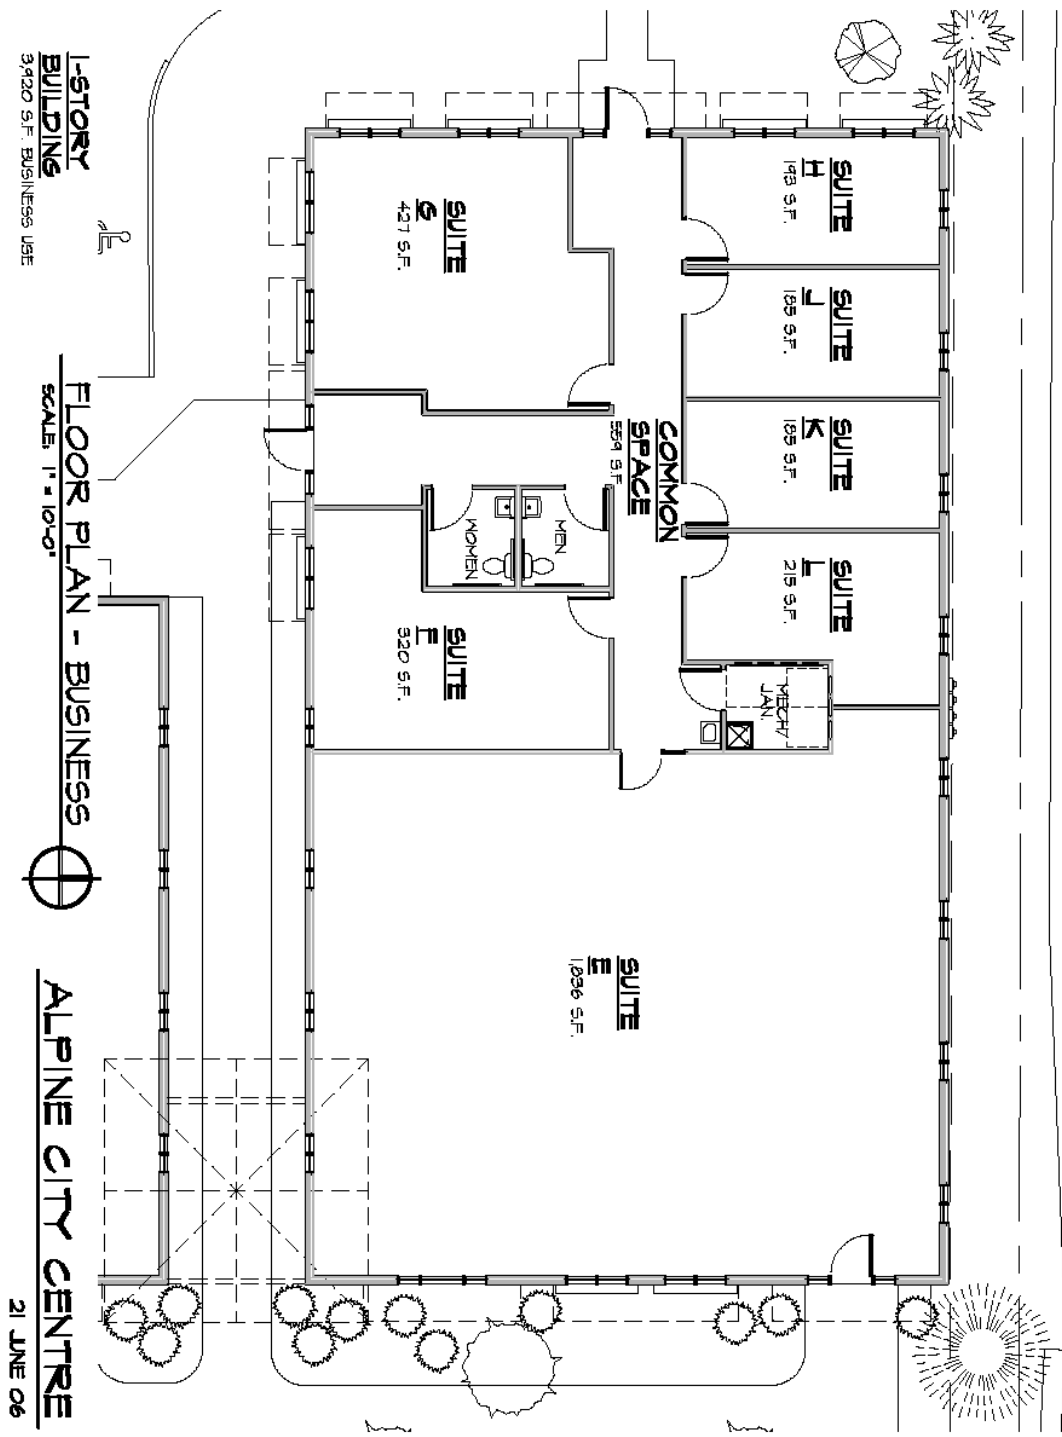 SUITE
H
193 S.F.
SUITE
J
185 S.F.
SUITE
K
185 S.F.
SUITE
L
215 S.F.
MECH/
JAN.
COMMON
SPACE
559 S.F.
SUITE
E
1,836 S.F.
MEN
WOMEN
SUITE
G
427 S.F.
SUITE
F
320 S.F.
1-STORY
BUILDING
3,920 S.F. BUSINESS USE
FLOOR PLAN - BUSINESS
SCALE: 1" = 10'-0"
ALPINE CITY CENTRE
21 JUNE 06